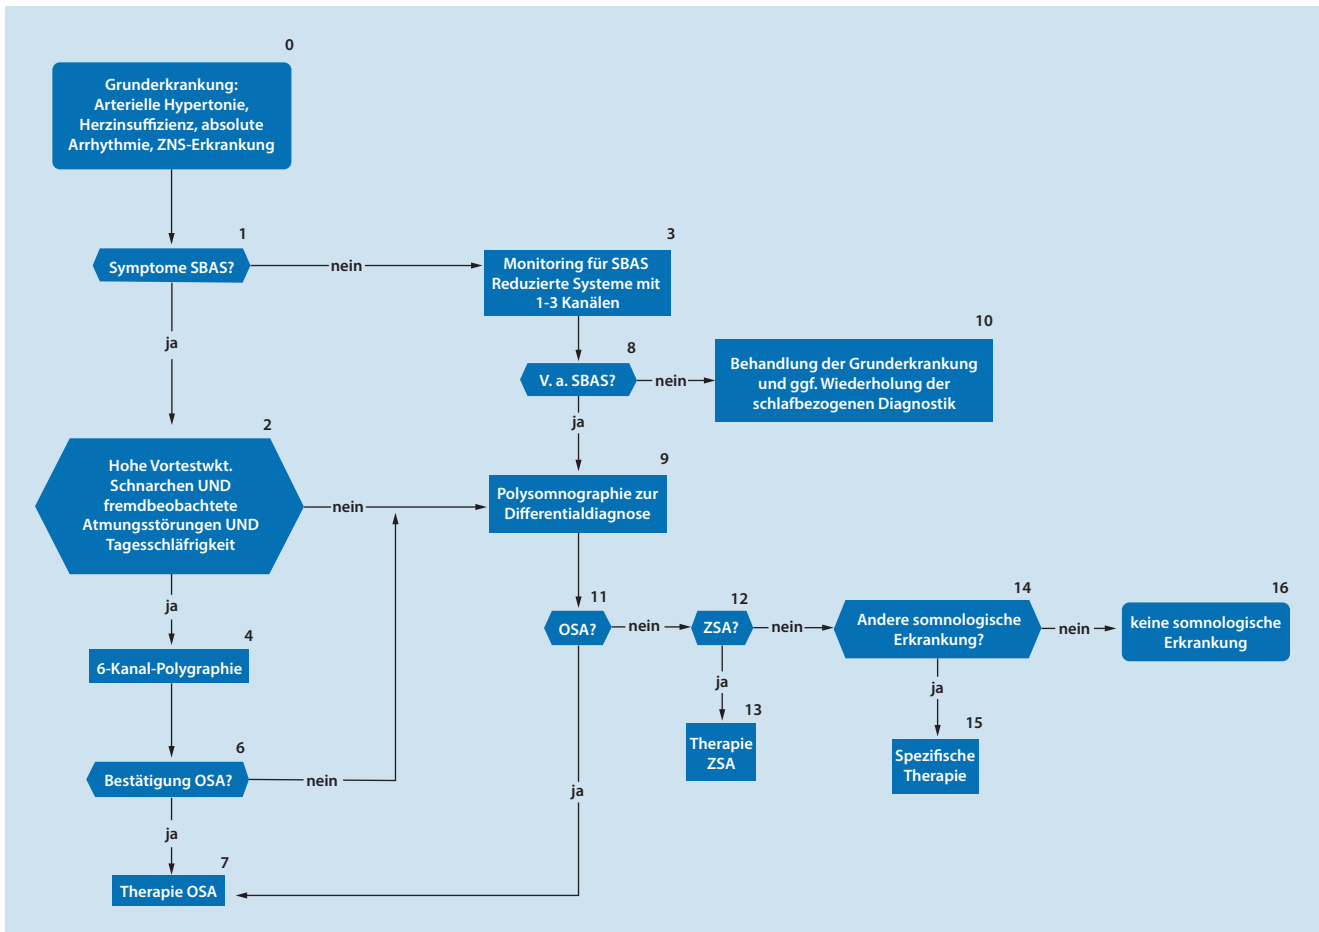 0
Grunderkrankung:
Arterielle Hypertonie,
Herzinsuffizienz, absolute
Arrhythmie, ZNS-Erkrankung
1
Symptome SBAS?
nein
3
Monitoring für SBAS
Reduzierte Systeme mit
1-3 Kanälen
ja
8
V. a. SBAS?
nein
10
Behandlung der Grunderkrankung
und ggf. Wiederholung der
schlafbezogenen Diagnostik
ja
2
Hohe Vortestwkt.
Schnarchen UND
fremdbeobachtete
Atmungsstörungen UND
Tagesschläfrigkeit
nein
9
Polysomnographie zur
Differentialdiagnose
ja
4
6-Kanal-Polygraphie
11
OSA?
nein
12
ZSA?
nein
14
Andere somnologische
Erkrankung?
nein
16
keine somnologische
Erkrankung
ja
13
Therapie
ZSA
ja
15
Spezifische
Therapie
6
Bestätigung OSA?
nein
ja
ja
7
Therapie OSA